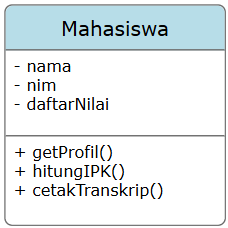 Mahasiswa
- nama
- nim
- daftarNilai
+ getProfil()
+ hitungIPK()
+ cetakTranskrip()